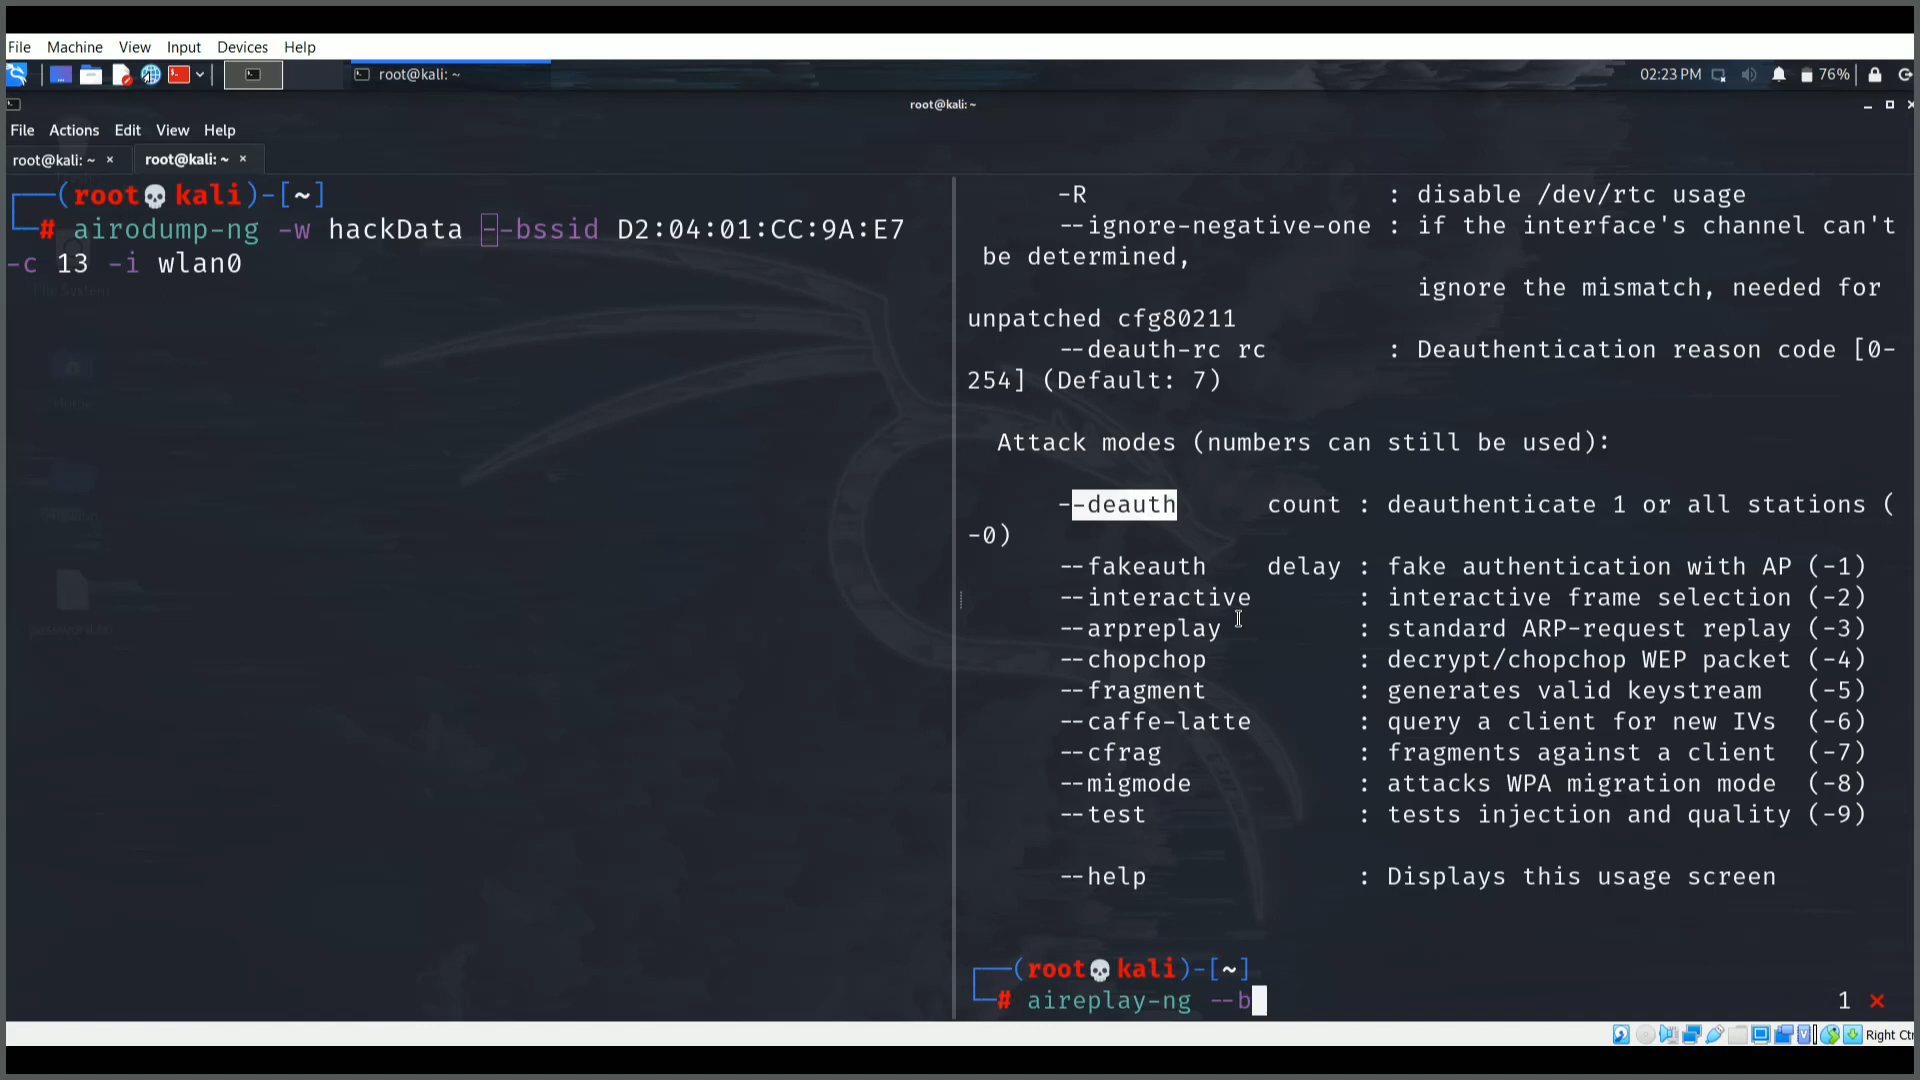 File Machine View Input Devices Help
root@kali: ~
02:23 PM
76%
root@kali: ~
File Actions Edit View Help
root@kali: ~ × root@kali: ~ ×
(root💀kali)-[~]
# airodump-ng -w hackData --bssid D2:04:01:CC:9A:E7
-c 13 -i wlan0
File System
Home
password.txt
-R : disable /dev/rtc usage
--ignore-negative-one : if the interface's channel can't
be determined,
ignore the mismatch, needed for
unpatched cfg80211
--deauth-rc rc : Deauthentication reason code [0-
254] (Default: 7)
Attack modes (numbers can still be used):
--deauth count : deauthenticate 1 or all stations (
-0)
--fakeauth delay : fake authentication with AP (-1)
--interactive : interactive frame selection (-2)
--arpreplay : standard ARP-request replay (-3)
--chopchop : decrypt/chopchop WEP packet (-4)
--fragment : generates valid keystream (-5)
--caffe-latte : query a client for new IVs (-6)
--cfrag : fragments against a client (-7)
--migmode : attacks WPA migration mode (-8)
--test : tests injection and quality (-9)
--help : Displays this usage screen
(root💀kali)-[~]
# aireplay-ng --b 1 ×
Right Ctr